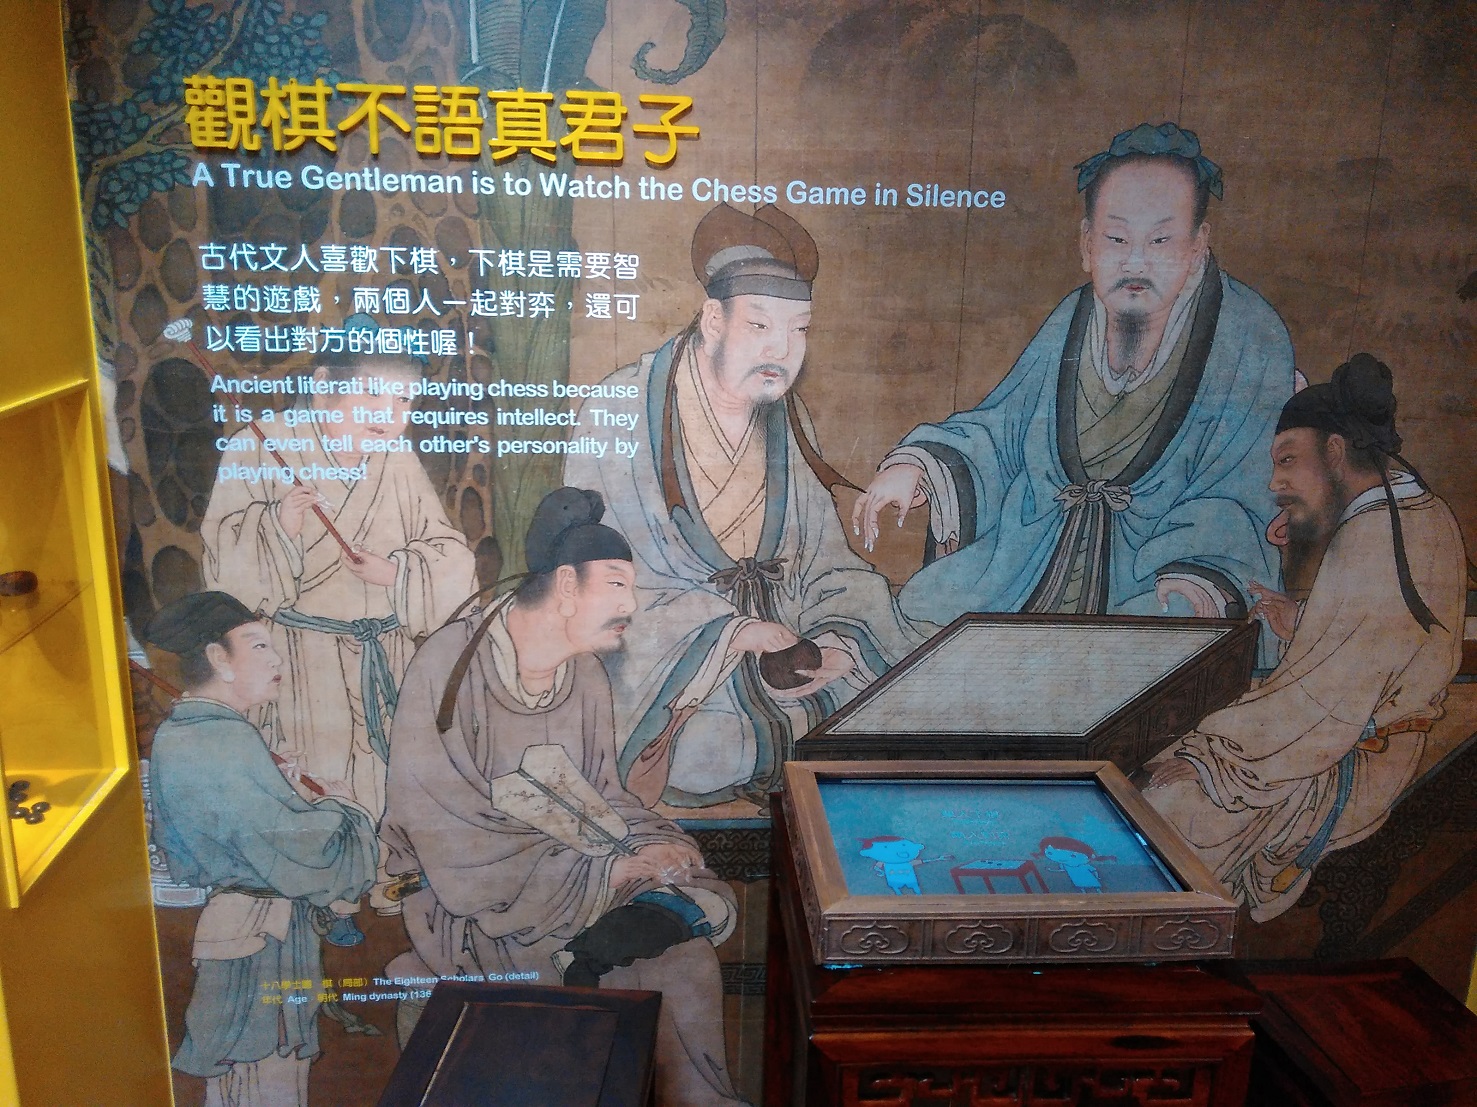 觀棋不語真君子
A True Gentleman is to Watch the Chess Game in Silence
古代文人喜歡下棋，下棋是需要智
慧的遊戲，兩個人一起對弈，還可
以看出對方的個性喔！
Ancient literati like playing chess because
it is a game that requires intellect. They
can even tell each other's personality by
playing chess!
十八學士圖 棋（局部） The Eighteen Scholars Go (detail)
年代 Age 明代 Ming dynasty (136